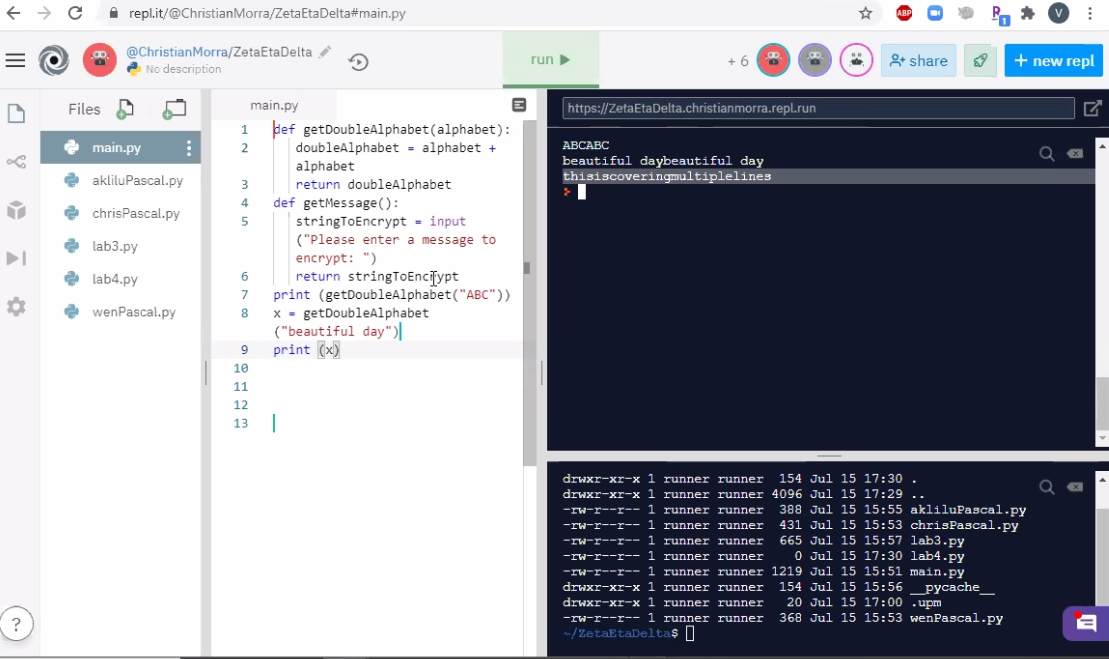 repl.it/@ChristianMorra/ZetaEtaDelta#main.py
ABP
1
V
@ChristianMorra/ZetaEtaDelta
No description
run
+ 6
share
+ new repl
Files
main.py
akliluPascal.py
chrisPascal.py
lab3.py
lab4.py
wenPascal.py
?
main.py
1 def getDoubleAlphabet(alphabet):
2 doubleAlphabet = alphabet +
alphabet
3 return doubleAlphabet
4 def getMessage():
5 stringToEncrypt = input
("Please enter a message to
encrypt: ")
6 return stringToEncrypt
7 print (getDoubleAlphabet("ABC"))
8 x = getDoubleAlphabet
("beautiful day")
9 print (x)
10
11
12
13
https://ZetaEtaDelta.christianmorra.repl.run
ABCABC
beautiful daybeautiful day
thisiscoveringmultiplelines
drwxr-xr-x 1 runner runner 154 Jul 15 17:30 .
drwxr-xr-x 1 runner runner 4096 Jul 15 17:29 ..
-rw-r--r-- 1 runner runner 388 Jul 15 15:55 akliluPascal.py
-rw-r--r-- 1 runner runner 431 Jul 15 15:53 chrisPascal.py
-rw-r--r-- 1 runner runner 665 Jul 15 15:57 lab3.py
-rw-r--r-- 1 runner runner 0 Jul 15 17:30 lab4.py
-rw-r--r-- 1 runner runner 1219 Jul 15 15:51 main.py
drwxr-xr-x 1 runner runner 154 Jul 15 15:56 __pycache__
drwxr-xr-x 1 runner runner 20 Jul 15 17:00 .upm
-rw-r--r-- 1 runner runner 368 Jul 15 15:53 wenPascal.py
~/ZetaEtaDelta$